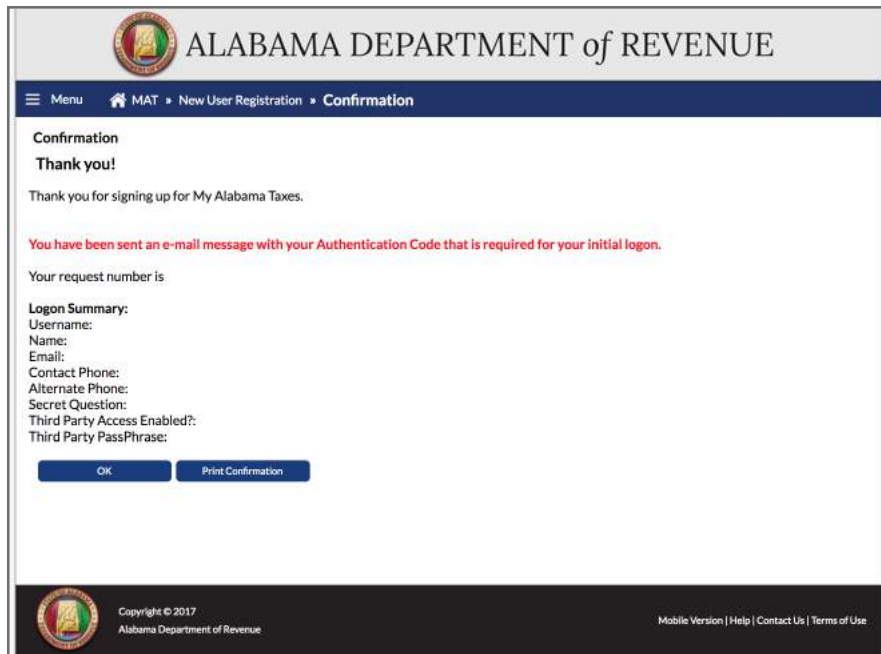 ALABAMA DEPARTMENT of REVENUE
Menu MAT » New User Registration » Confirmation
Confirmation
Thank you!
Thank you for signing up for My Alabama Taxes.
You have been sent an e-mail message with your Authentication Code that is required for your initial logon.
Your request number is
Logon Summary:
Username:
Name:
Email:
Contact Phone:
Alternate Phone:
Secret Question:
Third Party Access Enabled?:
Third Party PassPhrase:
OK Print Confirmation
Copyright © 2017
Alabama Department of Revenue
Mobile Version | Help | Contact Us | Terms of Use